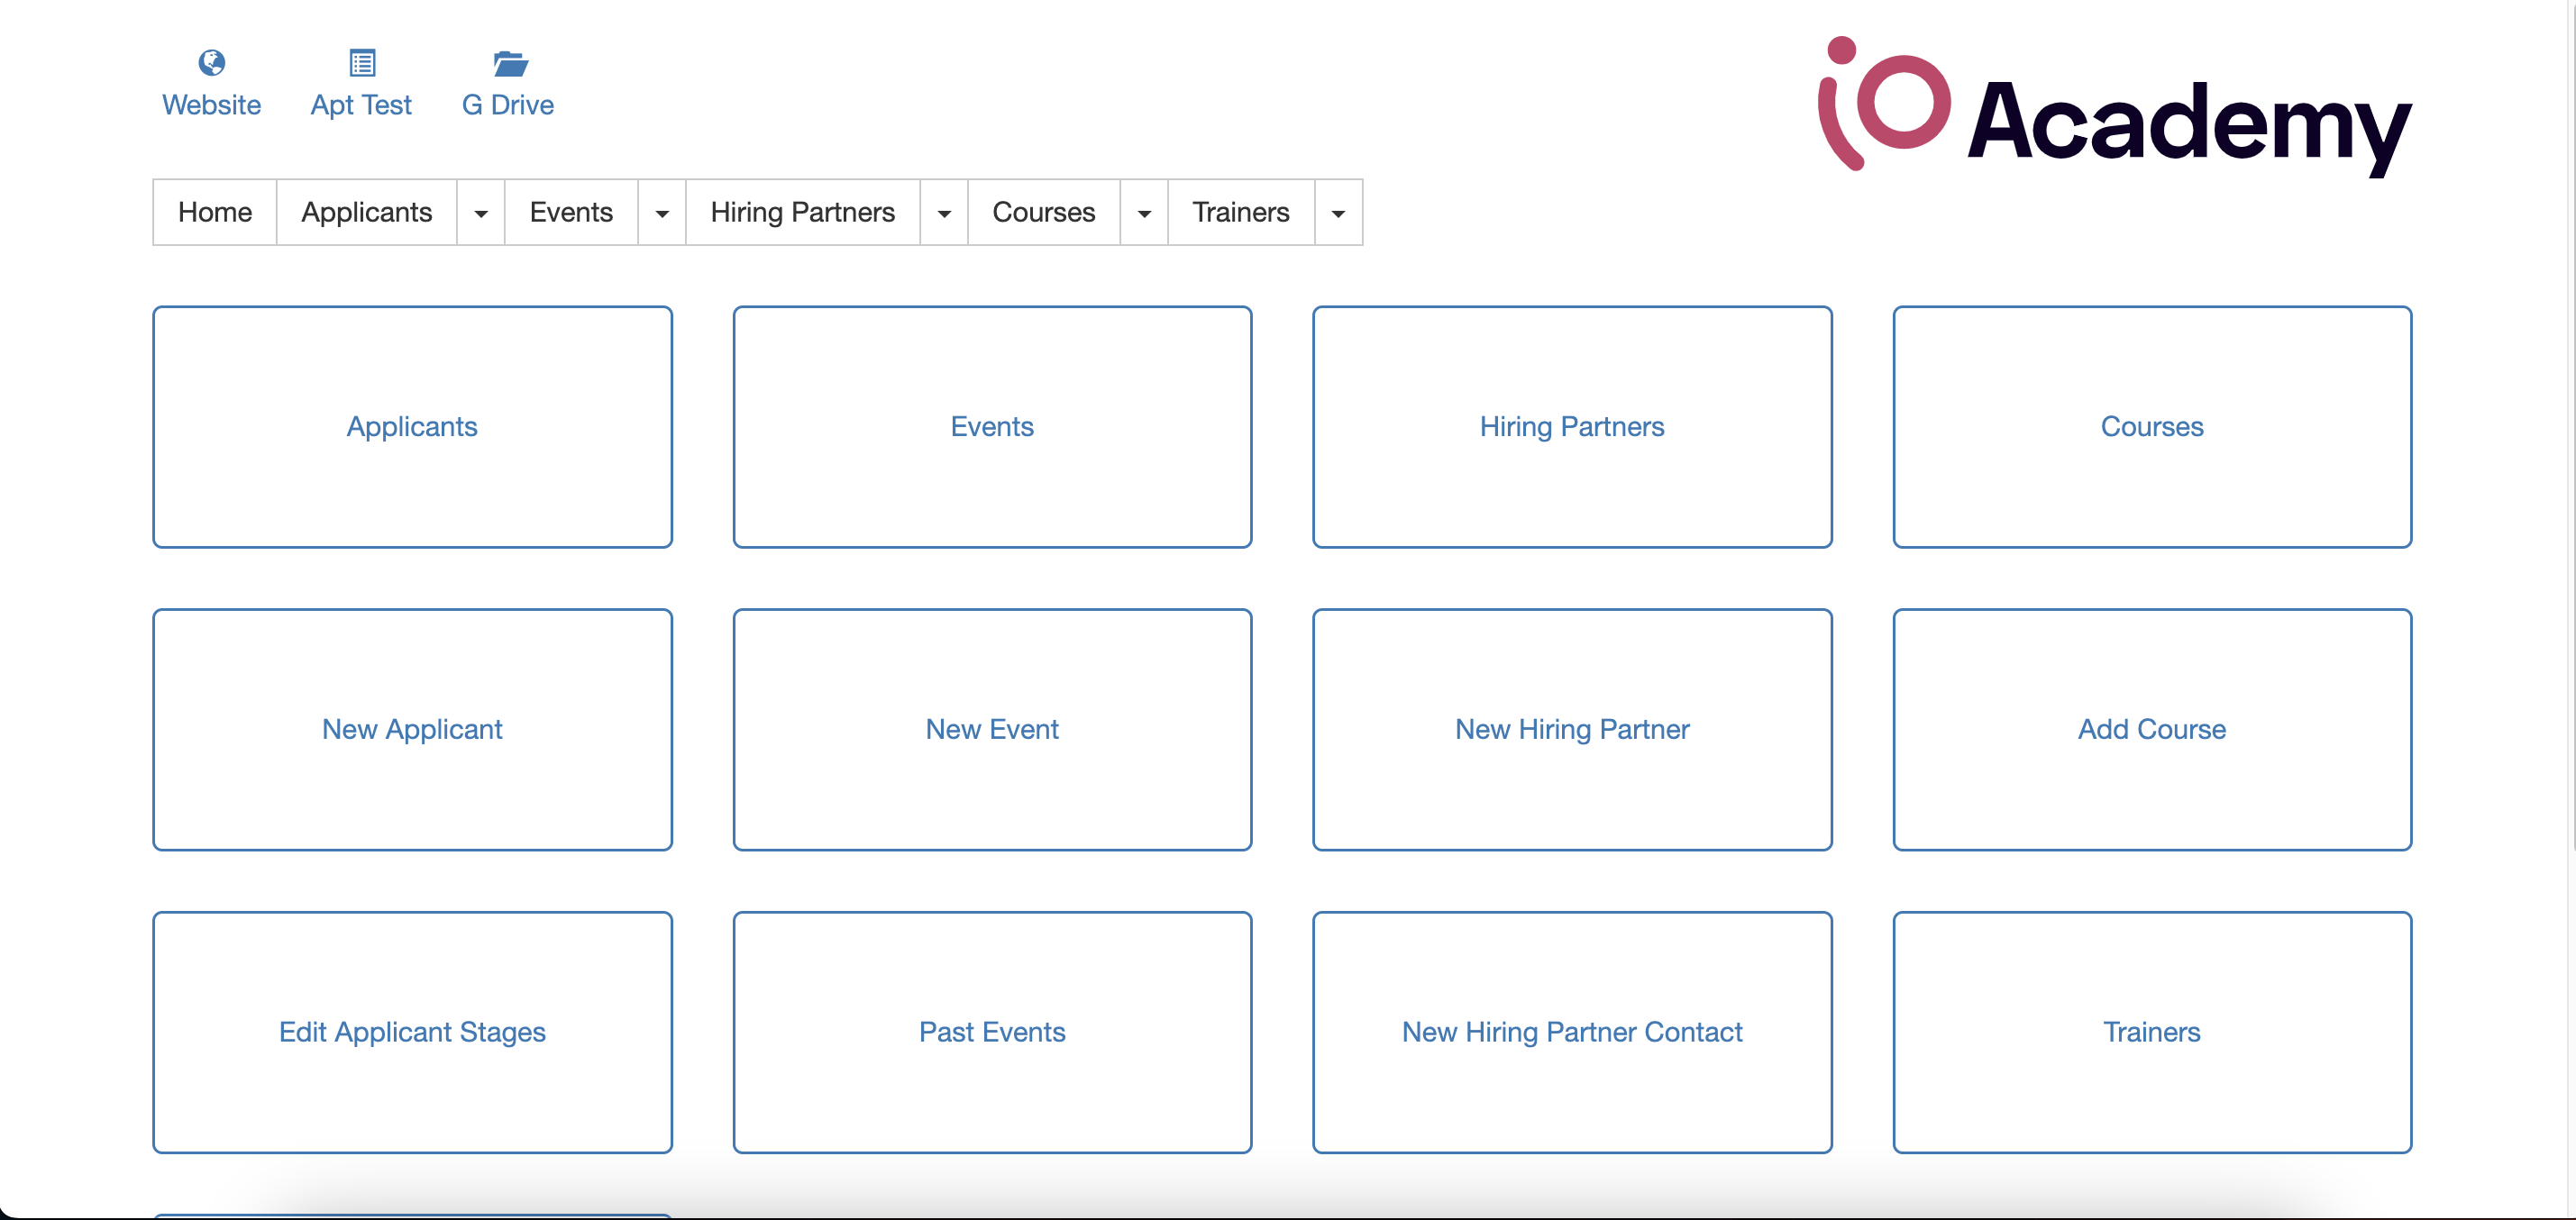 Website Apt Test G Drive
iO Academy
Home Applicants Events Hiring Partners Courses Trainers
Applicants Events Hiring Partners Courses
New Applicant New Event New Hiring Partner Add Course
Edit Applicant Stages Past Events New Hiring Partner Contact Trainers